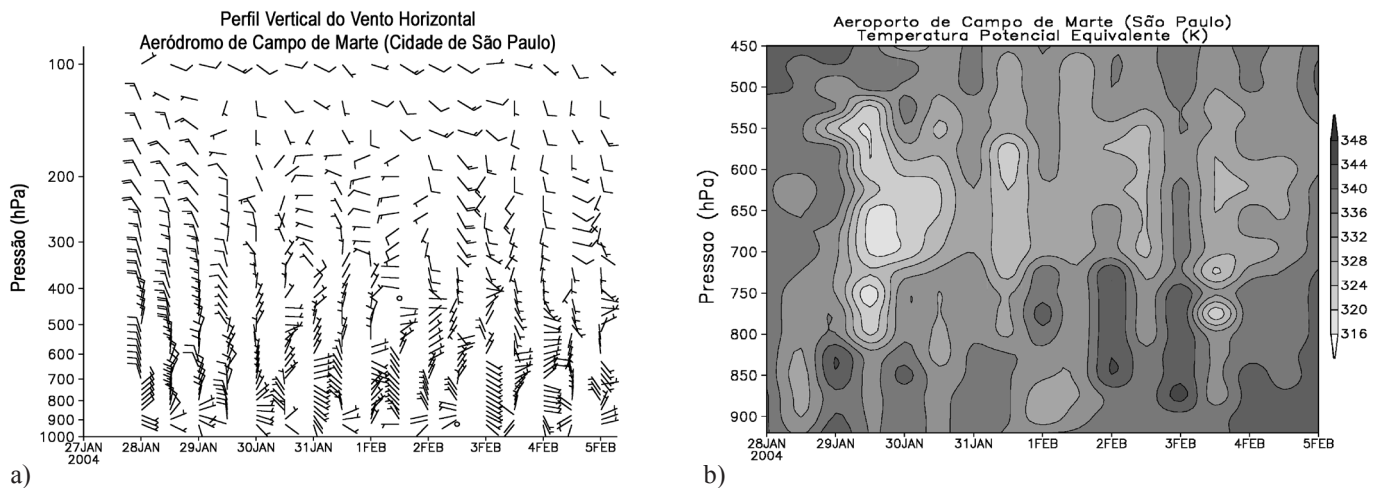 Perfil Vertical do Vento Horizontal
Aeródromo de Campo de Marte (Cidade de São Paulo)
Pressão (hPa)
100
200
300
400
500
600
700
800
900
1000
27JAN
2004
28JAN
29JAN
30JAN
31JAN
1FEB
2FEB
3FEB
4FEB
5FEB
a)
Aeroporto de Campo de Marte (São Paulo)
Temperatura Potencial Equivalente (K)
Pressao (hPa)
450
500
550
600
650
700
750
800
850
900
28JAN
2004
29JAN
30JAN
31JAN
1FEB
2FEB
3FEB
4FEB
5FEB
348
344
340
336
332
328
324
320
316
b)